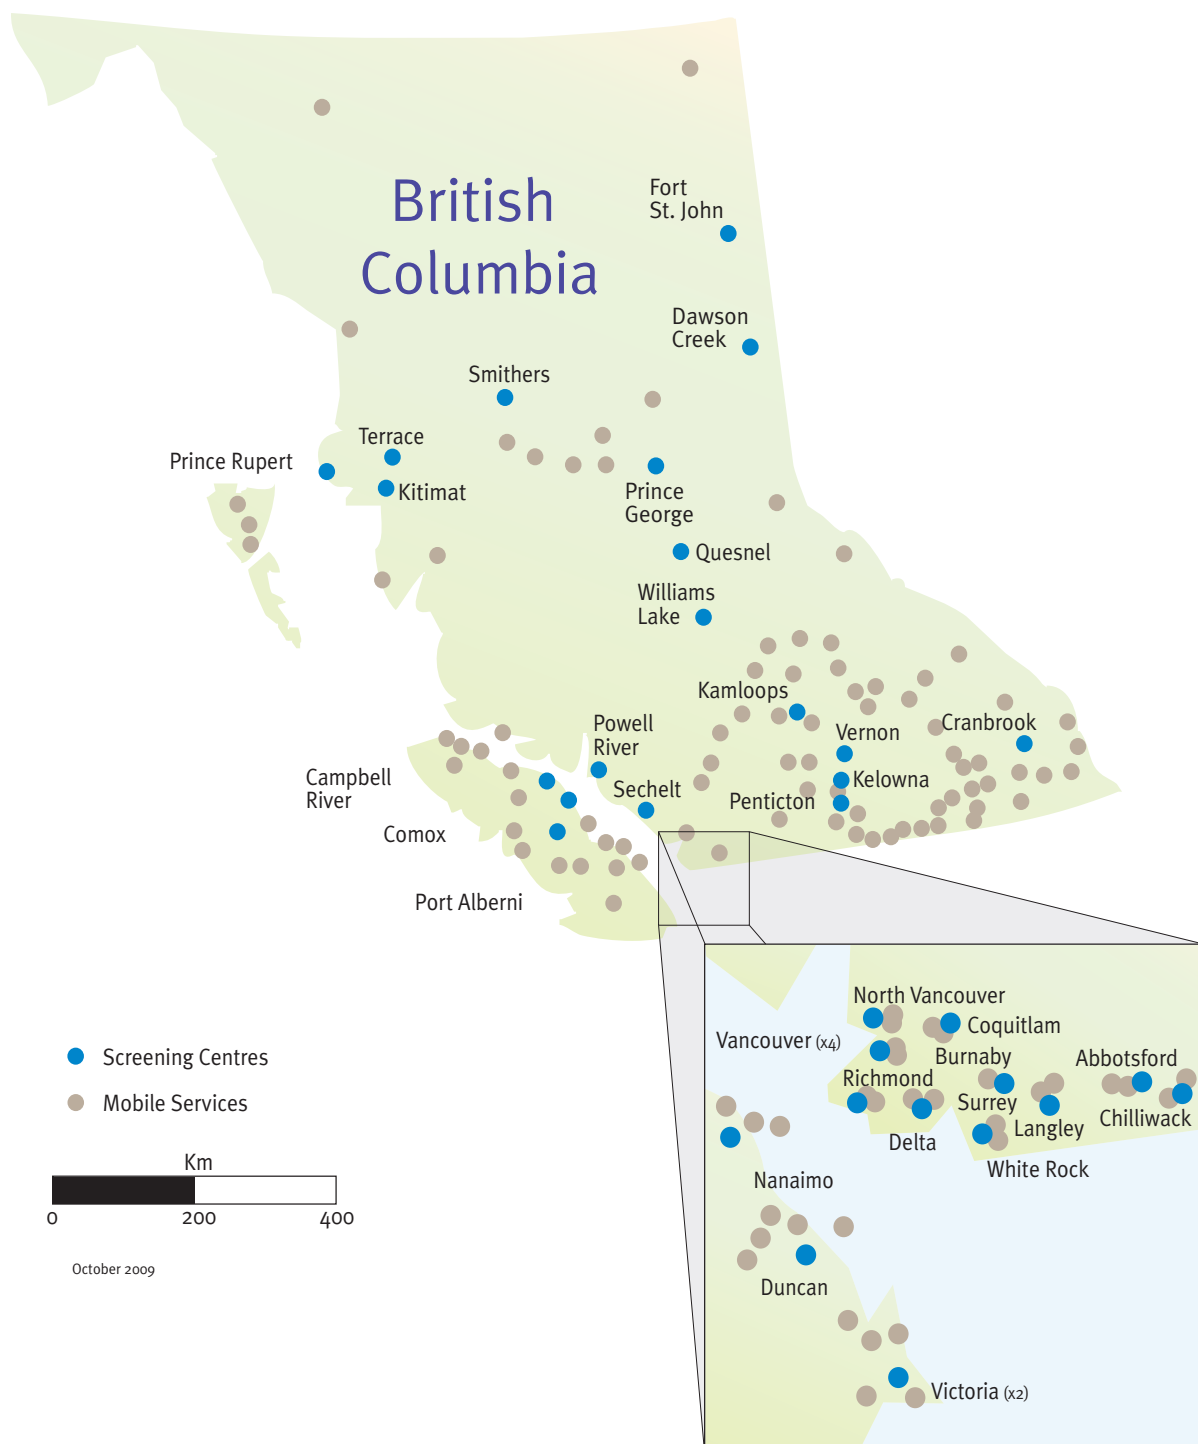 British
Columbia
Fort
St. John
Dawson
Creek
Smithers
Terrace
Prince Rupert
Kitimat
Prince
George
Quesnel
Williams
Lake
Kamloops
Powell
River
Vernon
Cranbrook
Campbell
River
Sechelt
Kelowna
Penticton
Comox
Port Alberni
North Vancouver
Vancouver (x4)
Coquitlam
Burnaby
Abbotsford
Richmond
Surrey
Langley
Chilliwack
Delta
White Rock
Nanaimo
Duncan
Victoria (x2)
Screening Centres
Mobile Services
Km
0 200 400
October 2009